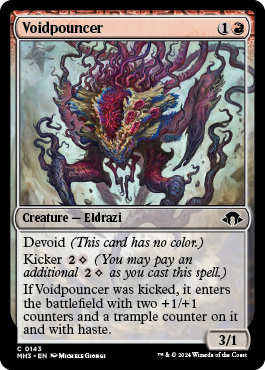 Voidpouncer 1
Creature — Eldrazi
Devoid (This card has no color.)
Kicker 2 (You may pay an
additional 2 as you cast this spell.)
If Voidpouncer was kicked, it enters
the battlefield with two +1/+1
counters and a trample counter on it
and with haste.
3/1
C 0143
MH3 • EN Michele Giorgi
™ & © 2024 Wizards of the Coast